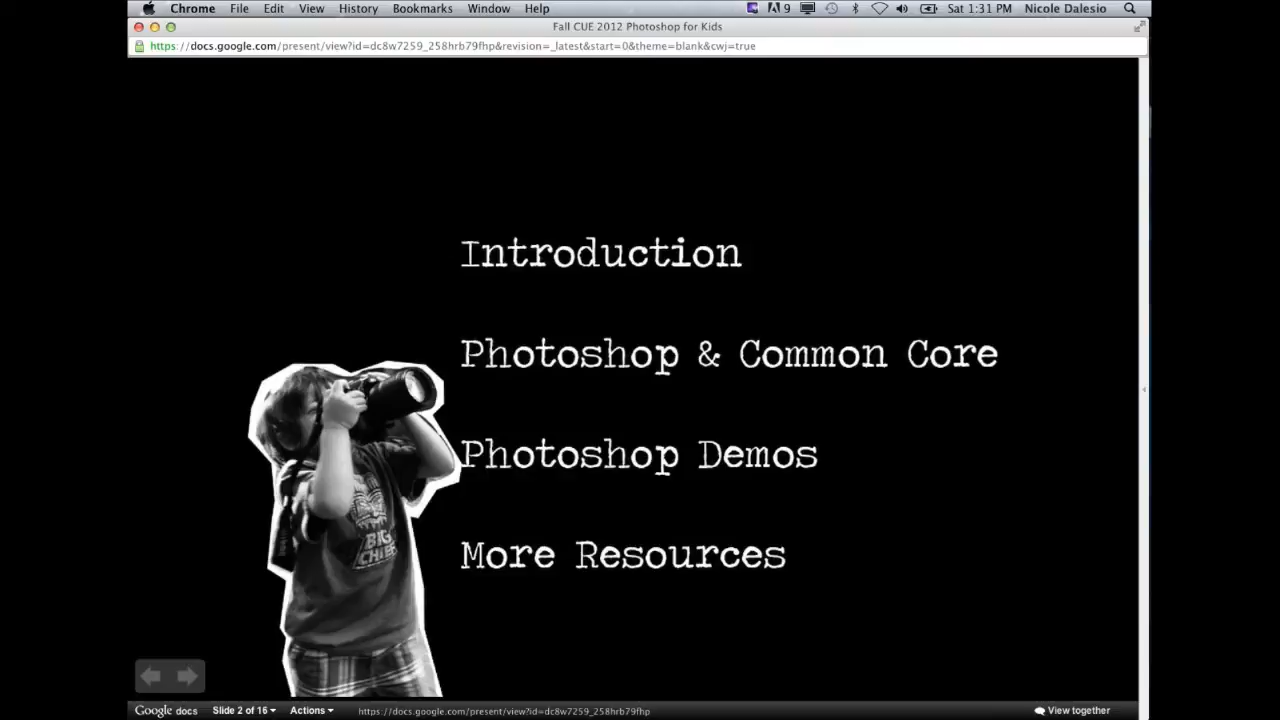 Chrome File Edit View History Bookmarks Window Help 9 Sat 1:31 PM Nicole Dalesio
Fall CUE 2012 Photoshop for Kids
https://docs.google.com/present/view?id=dc8w7259_258hrb79fhp&revision=_latest&start=0&theme=blank&cwj=true
Introduction
Photoshop & Common Core
Photoshop Demos
More Resources
BIG
CHIEF
Google docs Slide 2 of 16 Actions https://docs.google.com/present/view?id=dc8w7259_258hrb79fhp View together